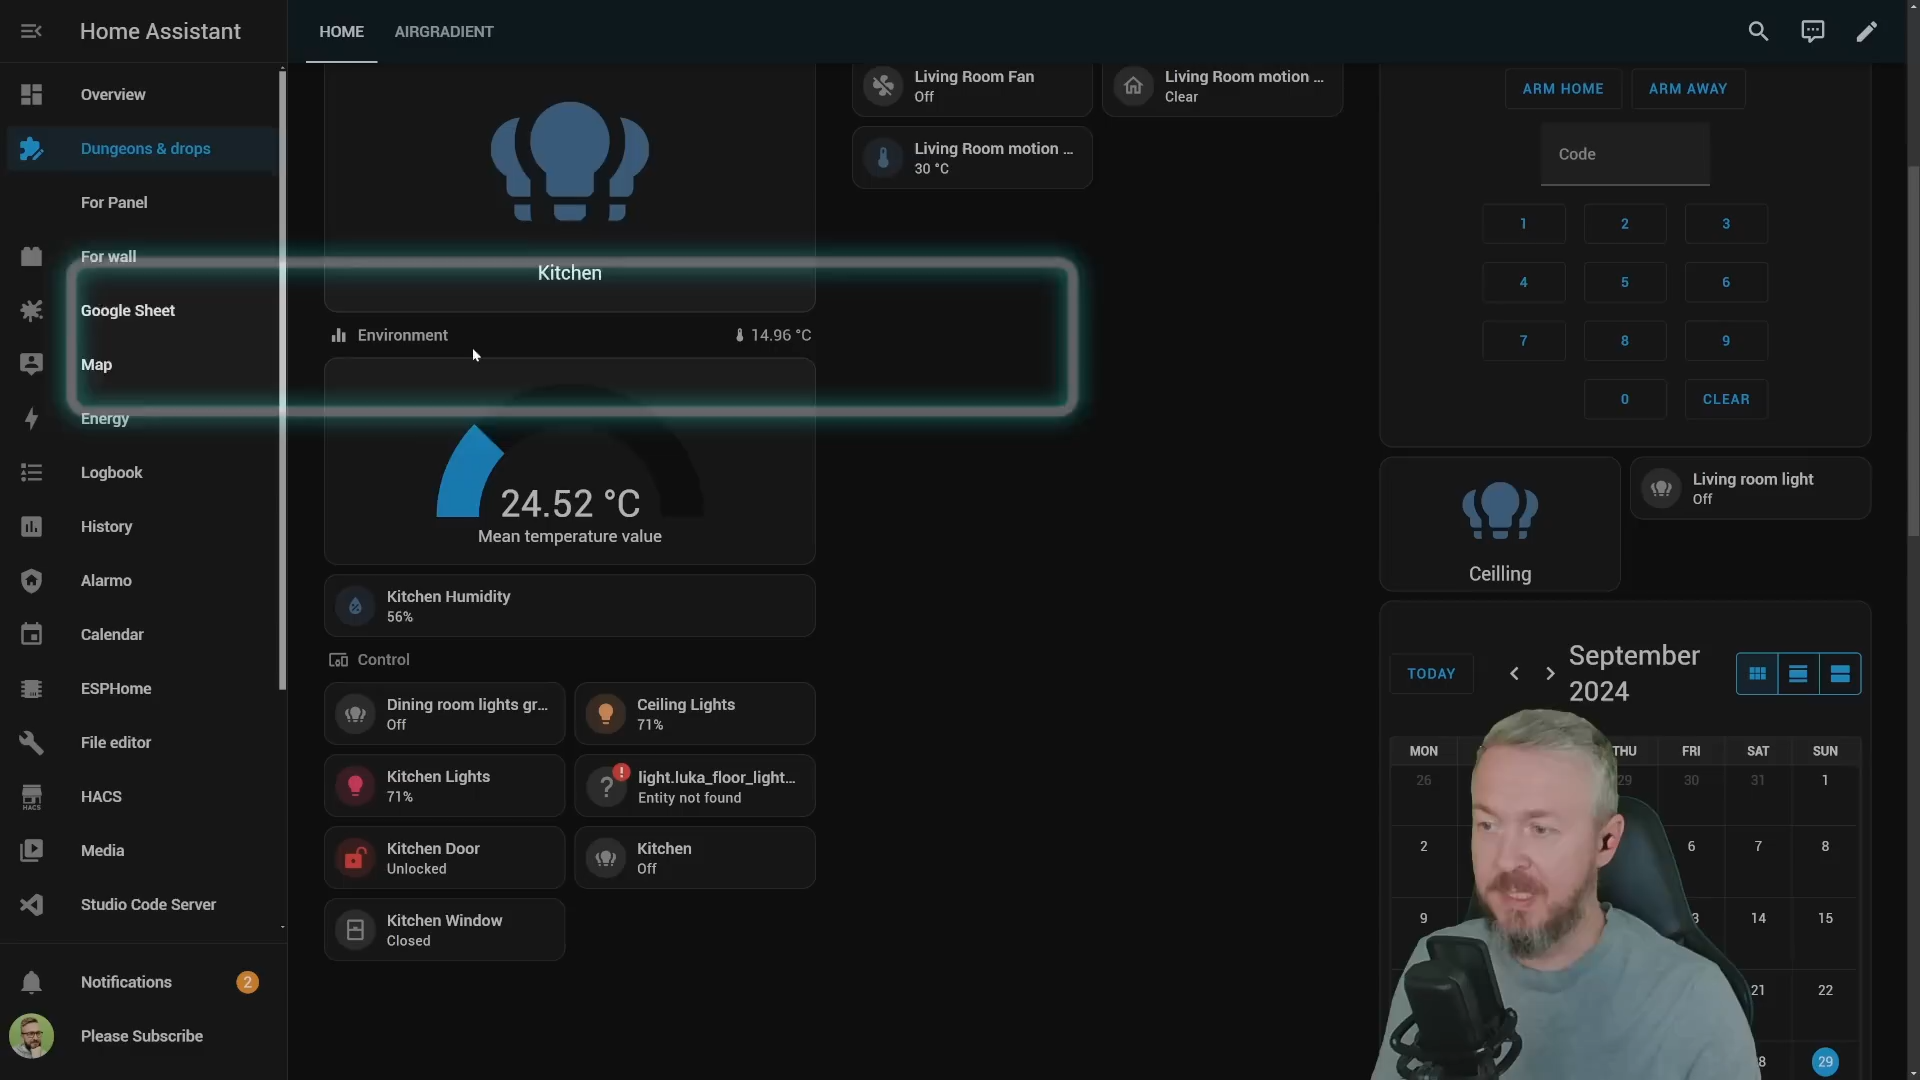 Home Assistant
Overview
Dungeons & drops
For Panel
For wall
Google Sheet
Map
Energy
Logbook
History
Alarmo
Calendar
ESPHome
File editor
HACS
HACS
Media
Studio Code Server
Notifications
2
Please Subscribe
HOME
AIRGRADIENT
Kitchen
Environment
14.96 °C
24.52 °C
Mean temperature value
Kitchen Humidity
56%
Control
Dining room lights gr...
Off
Ceiling Lights
71%
Kitchen Lights
71%
light.luka_floor_light...
Entity not found
Kitchen Door
Unlocked
Kitchen
Off
Kitchen Window
Closed
Living Room Fan
Off
Living Room motion ...
Clear
Living Room motion ...
30 °C
ARM HOME
ARM AWAY
Code
1 2 3
4 5 6
7 8 9
0 CLEAR
Ceilling
Living room light
Off
TODAY
September
2024
MON THU FRI SAT SUN
26 29 30 31 1
2 6 7 8
9 3 14 15
21 22
8 29